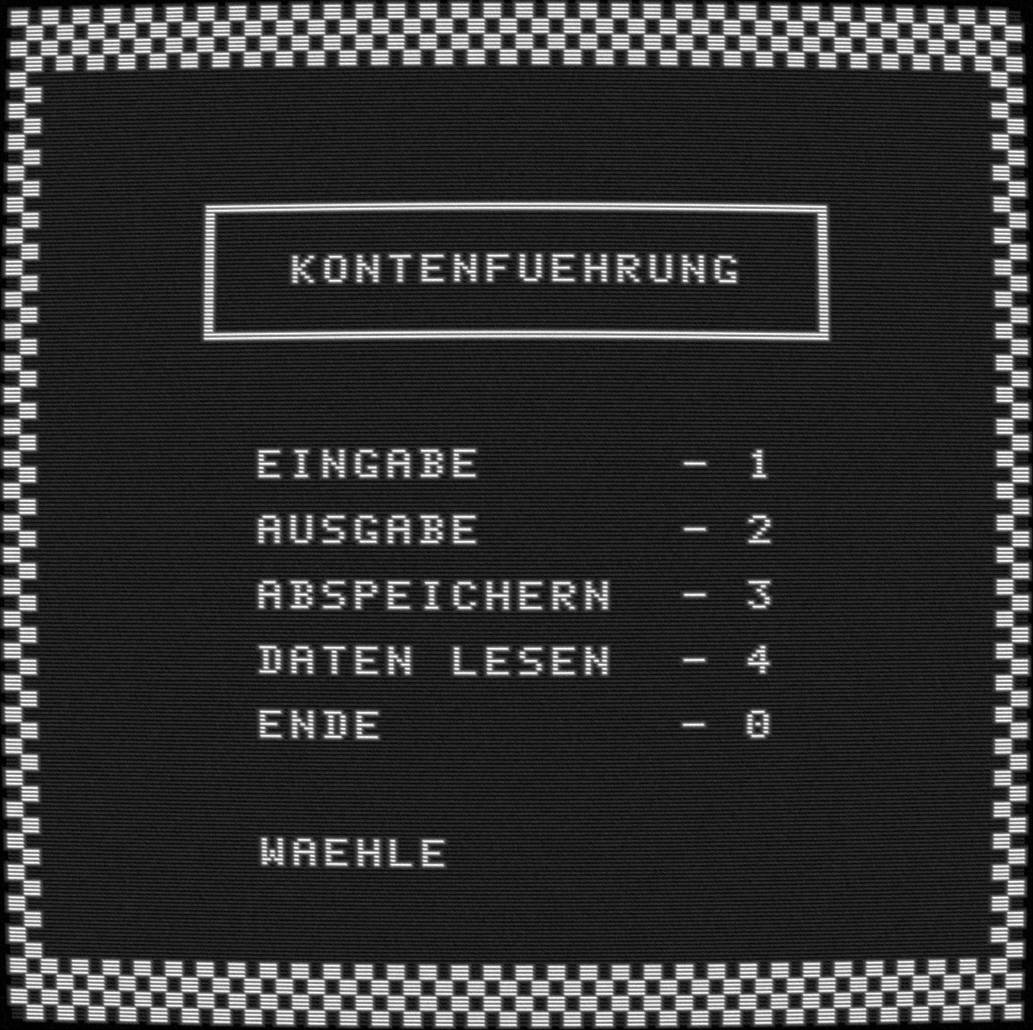 KONTENFUEHRUNG
EINGABE - 1
AUSGABE - 2
ABSPEICHERN - 3
DATEN LESEN - 4
ENDE - 0
WAEHLE